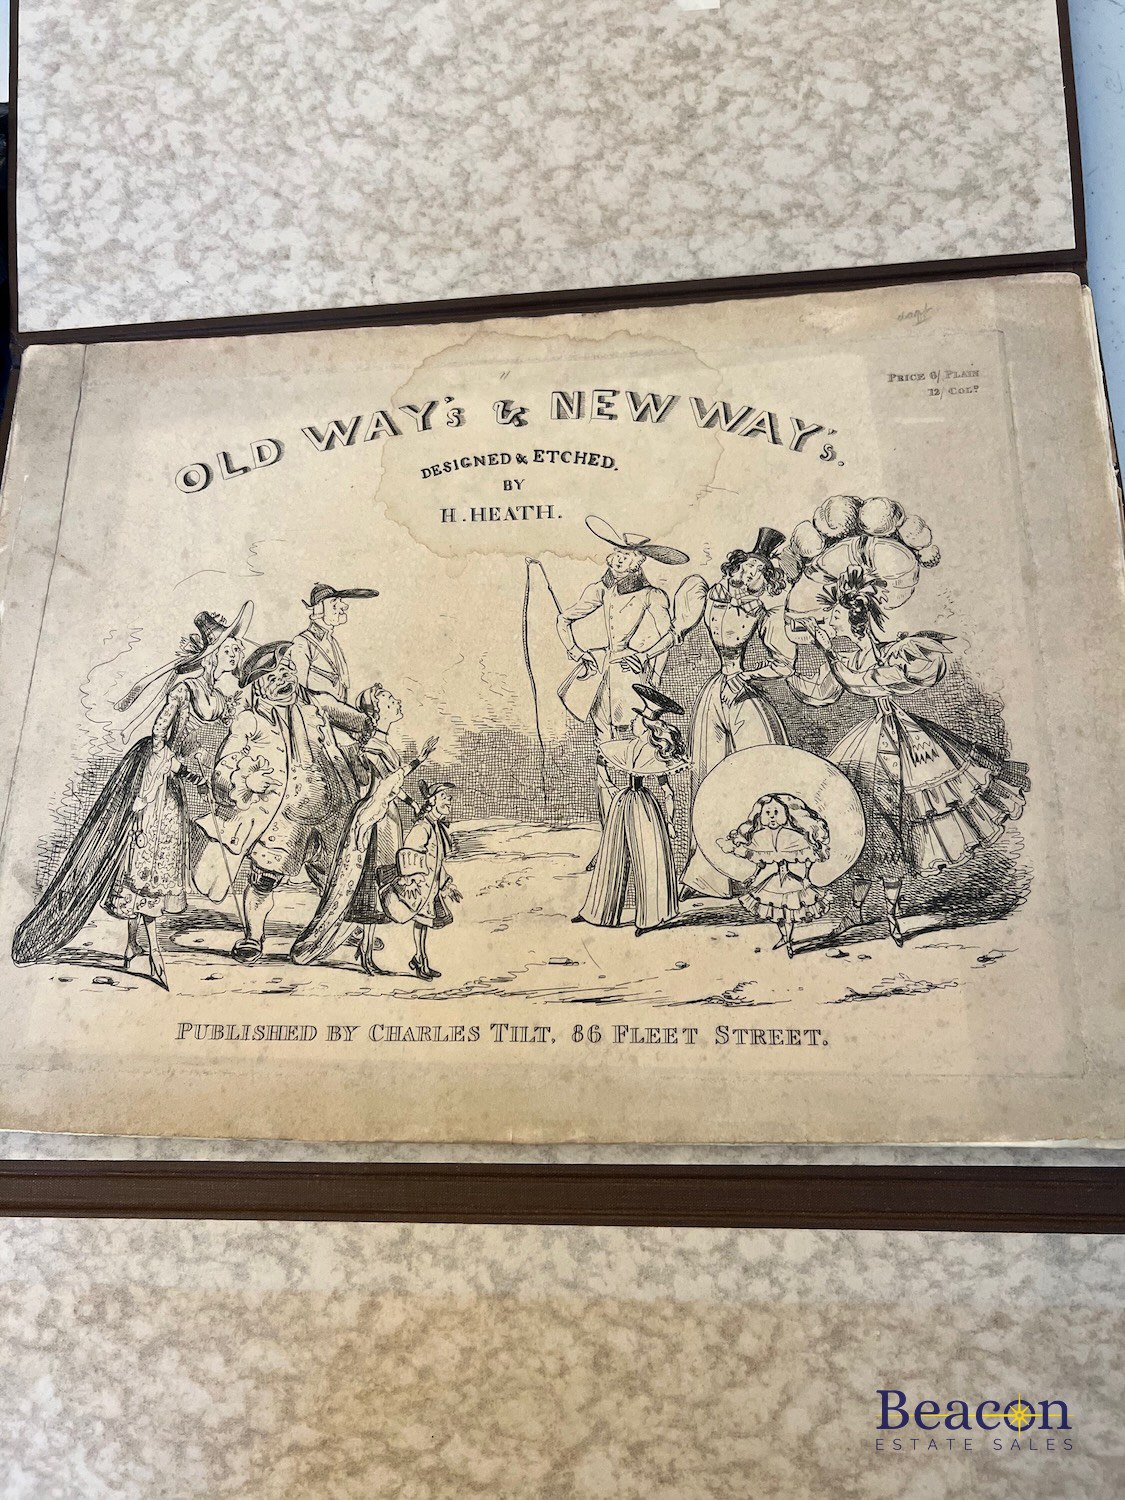 PRICE 6/ PLAIN
12/ COLD
OLD WAY's & NEW WAY's.
DESIGNED & ETCHED.
BY
H. HEATH.
PUBLISHED BY CHARLES TILT, 86 FLEET STREET.
Beacon
ESTATE SALES